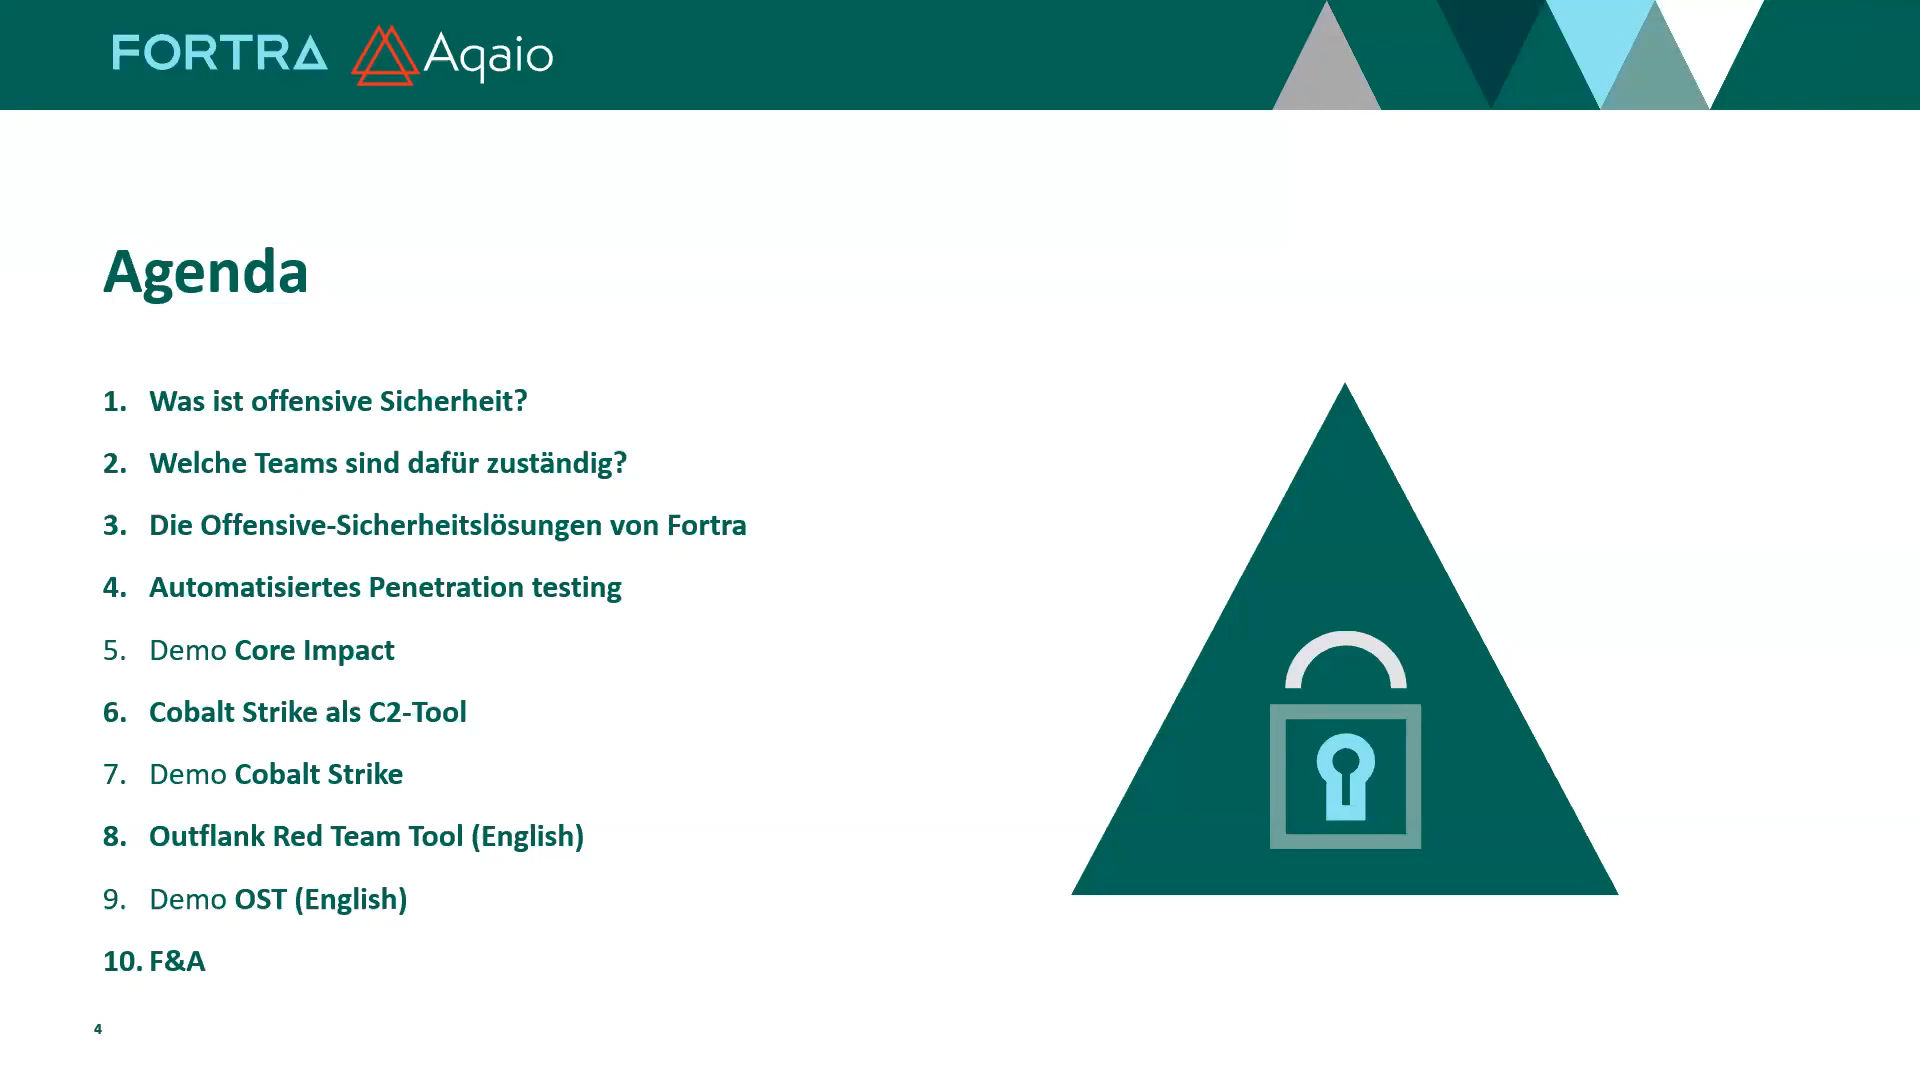 FORTRA Aqaio
Agenda
1. Was ist offensive Sicherheit?
2. Welche Teams sind dafür zuständig?
3. Die Offensive-Sicherheitslösungen von Fortra
4. Automatisiertes Penetration testing
5. Demo Core Impact
6. Cobalt Strike als C2-Tool
7. Demo Cobalt Strike
8. Outflank Red Team Tool (English)
9. Demo OST (English)
10. F&A
4